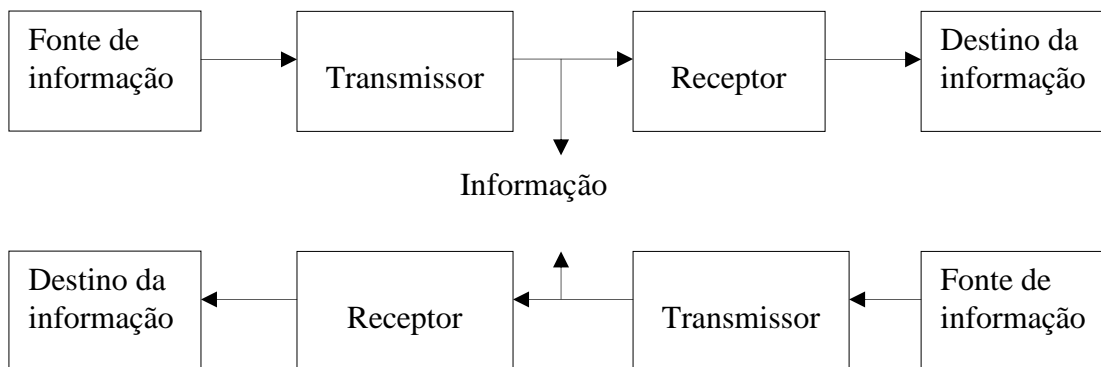 Fonte de
informação
Transmissor
Receptor
Destino da
informação
Informação
Destino da
informação
Receptor
Transmissor
Fonte de
informação